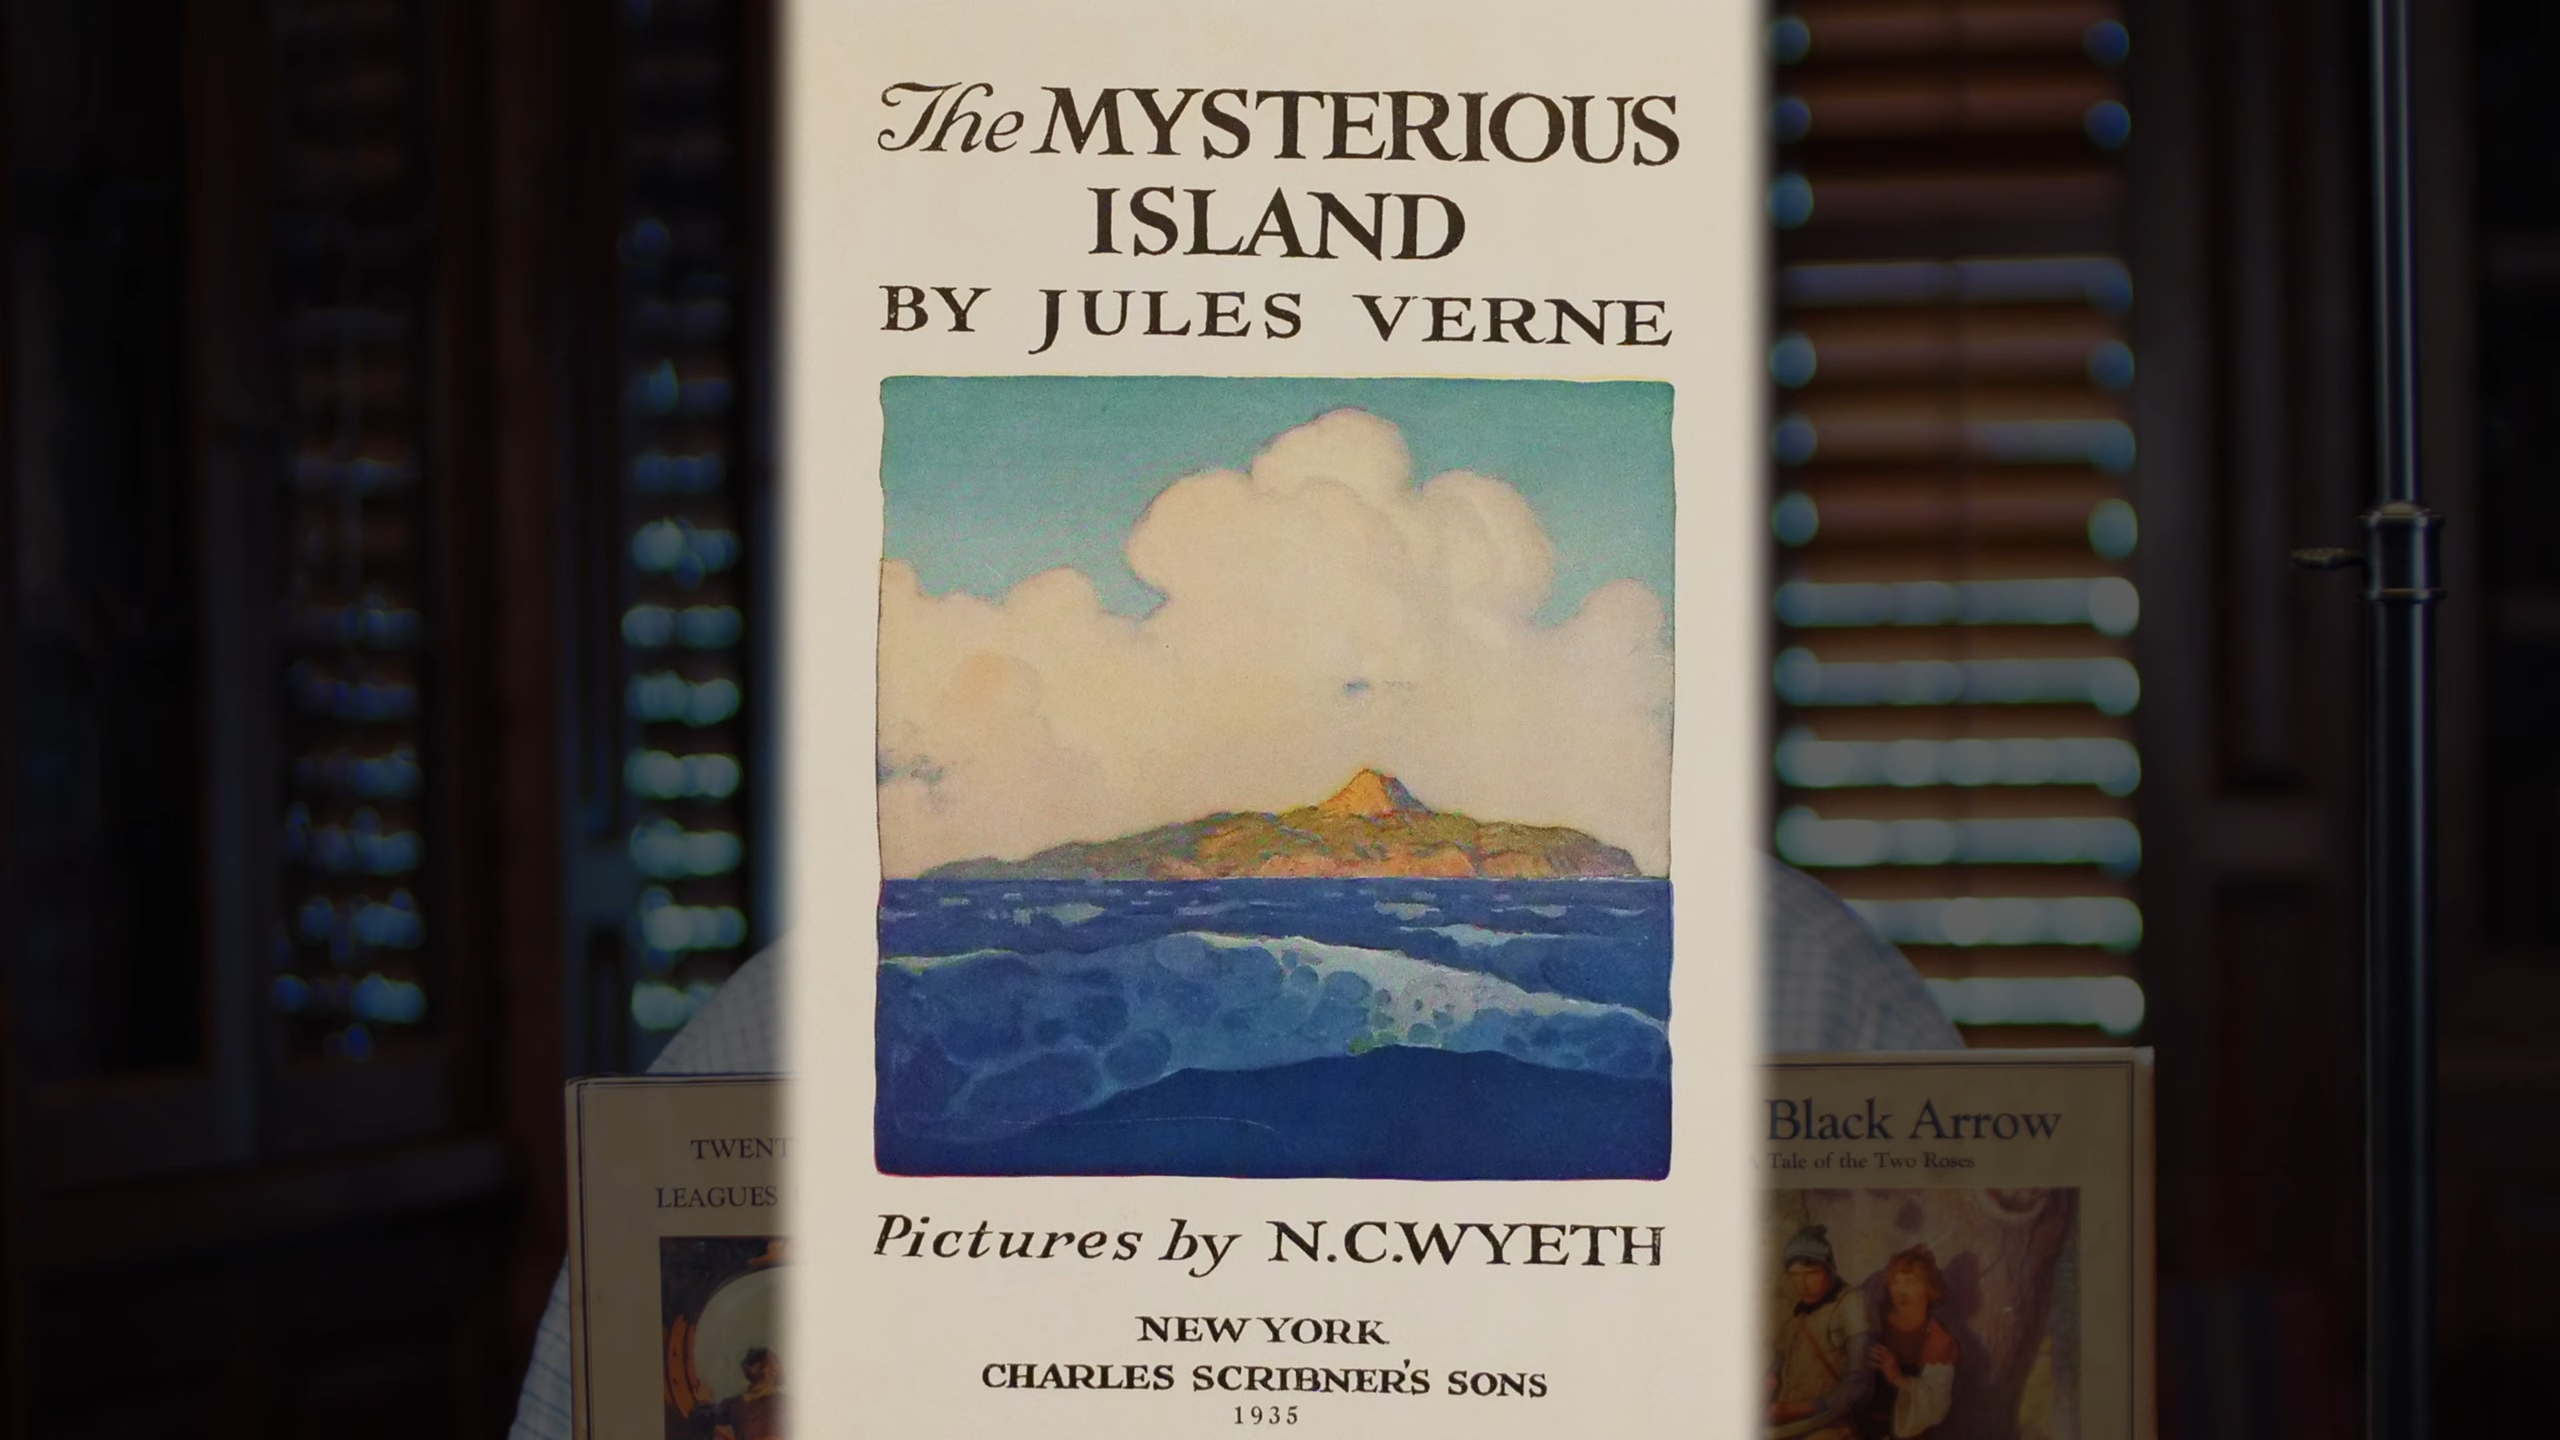 The MYSTERIOUS
ISLAND
BY JULES VERNE
Pictures by N.C.WYETH
NEW YORK
CHARLES SCRIBNER'S SONS
1935
LEAGUES
Black Arrow
Tale of the Two Roses